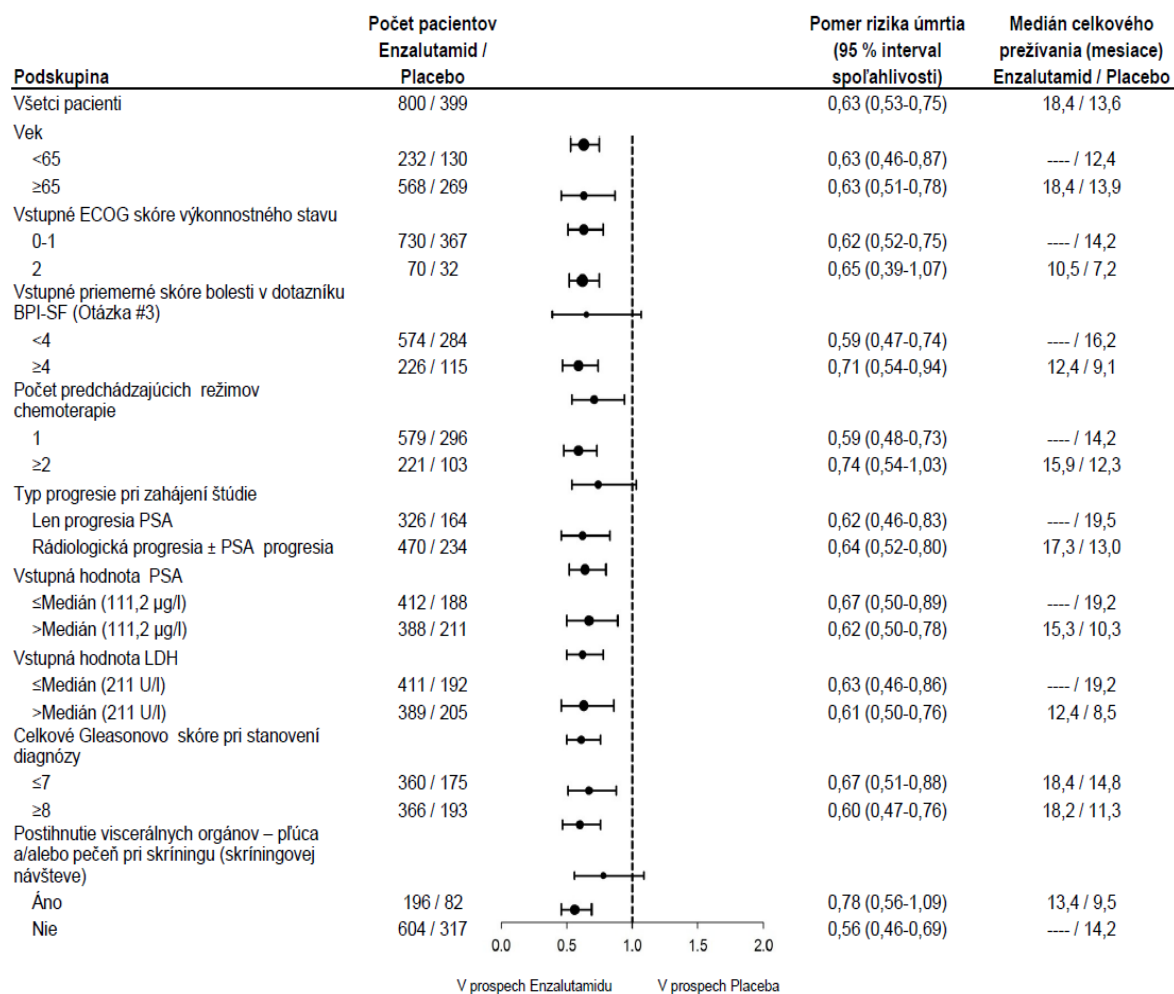 Počet pacientov Pomer rizika úmrtia Medián celkového
Enzalutamid / (95 % interval prežívania (mesiace)
Podskupina Placebo spoľahlivosti) Enzalutamid / Placebo
Všetci pacienti 800 / 399 0,63 (0,53-0,75) 18,4 / 13,6
Vek
<65 232 / 130 0,63 (0,46-0,87) ---- / 12,4
≥65 568 / 269 0,63 (0,51-0,78) 18,4 / 13,9
Vstupné ECOG skóre výkonnostného stavu
0-1 730 / 367 0,62 (0,52-0,75) ---- / 14,2
2 70 / 32 0,65 (0,39-1,07) 10,5 / 7,2
Vstupné priemerné skóre bolesti v dotazníku
BPI-SF (Otázka #3)
<4 574 / 284 0,59 (0,47-0,74) ---- / 16,2
≥4 226 / 115 0,71 (0,54-0,94) 12,4 / 9,1
Počet predchádzajúcich režimov
chemoterapie
1 579 / 296 0,59 (0,48-0,73) ---- / 14,2
≥2 221 / 103 0,74 (0,54-1,03) 15,9 / 12,3
Typ progresie pri zahájení štúdie
Len progresia PSA 326 / 164 0,62 (0,46-0,83) ---- / 19,5
Rádiologická progresia ± PSA progresia 470 / 234 0,64 (0,52-0,80) 17,3 / 13,0
Vstupná hodnota PSA
≤Medián (111,2 µg/l) 412 / 188 0,67 (0,50-0,89) ---- / 19,2
>Medián (111,2 µg/l) 388 / 211 0,62 (0,50-0,78) 15,3 / 10,3
Vstupná hodnota LDH
≤Medián (211 U/l) 411 / 192 0,63 (0,46-0,86) ---- / 19,2
>Medián (211 U/l) 389 / 205 0,61 (0,50-0,76) 12,4 / 8,5
Celkové Gleasonovo skóre pri stanovení
diagnózy
≤7 360 / 175 0,67 (0,51-0,88) 18,4 / 14,8
≥8 366 / 193 0,60 (0,47-0,76) 18,2 / 11,3
Postihnutie viscerálnych orgánov – pľúca
a/alebo pečeň pri skríningu (skríningovej
návšteve)
Áno 196 / 82 0,78 (0,56-1,09) 13,4 / 9,5
Nie 604 / 317 0,56 (0,46-0,69) ---- / 14,2
0.0 0.5 1.0 1.5 2.0
V prospech Enzalutamidu V prospech Placeba